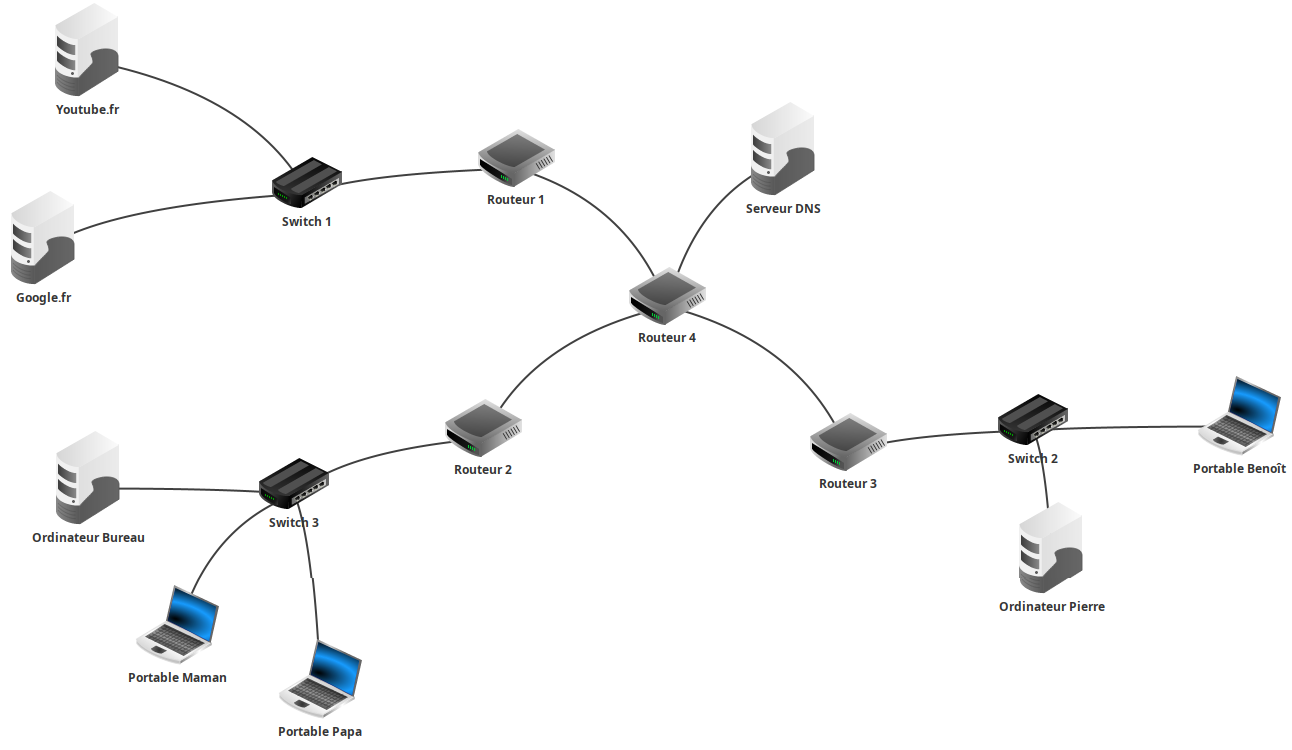 Youtube.fr
Serveur DNS
Routeur 1
Switch 1
Google.fr
Routeur 4
Switch 2
Routeur 2
Portable Benoît
Routeur 3
Switch 3
Ordinateur Bureau
Ordinateur Pierre
Portable Maman
Portable Papa